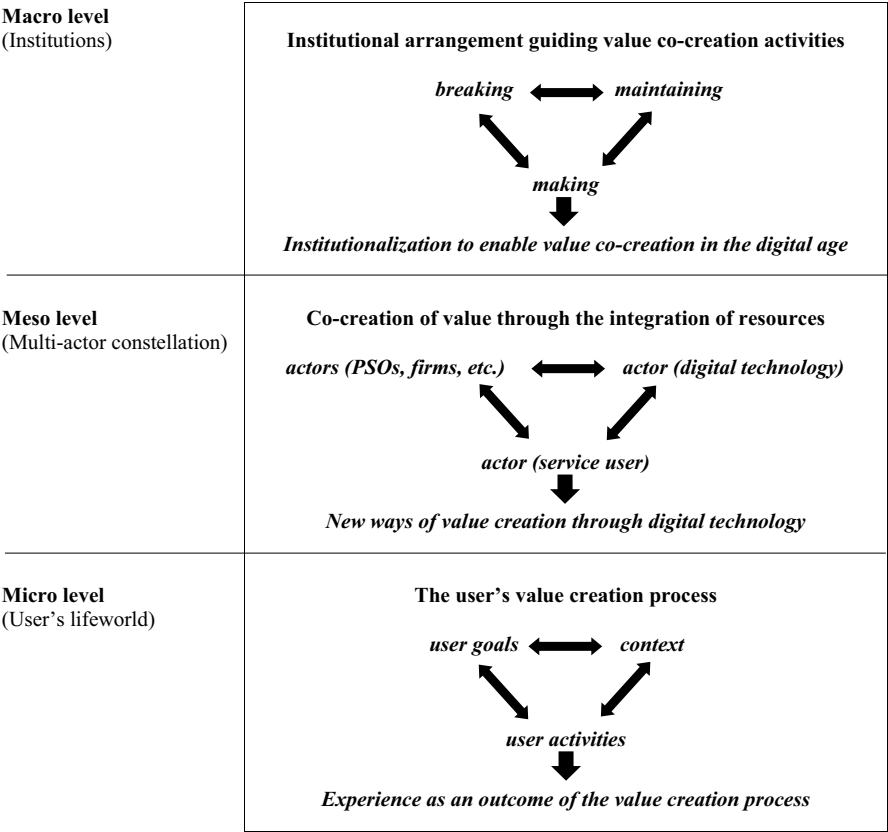 Macro level
(Institutions)
Institutional arrangement guiding value co-creation activities
breaking maintaining
making
Institutionalization to enable value co-creation in the digital age
Meso level
(Multi-actor constellation)
Co-creation of value through the integration of resources
actors (PSOs, firms, etc.) actor (digital technology)
actor (service user)
New ways of value creation through digital technology
Micro level
(User’s lifeworld)
The user’s value creation process
user goals context
user activities
Experience as an outcome of the value creation process